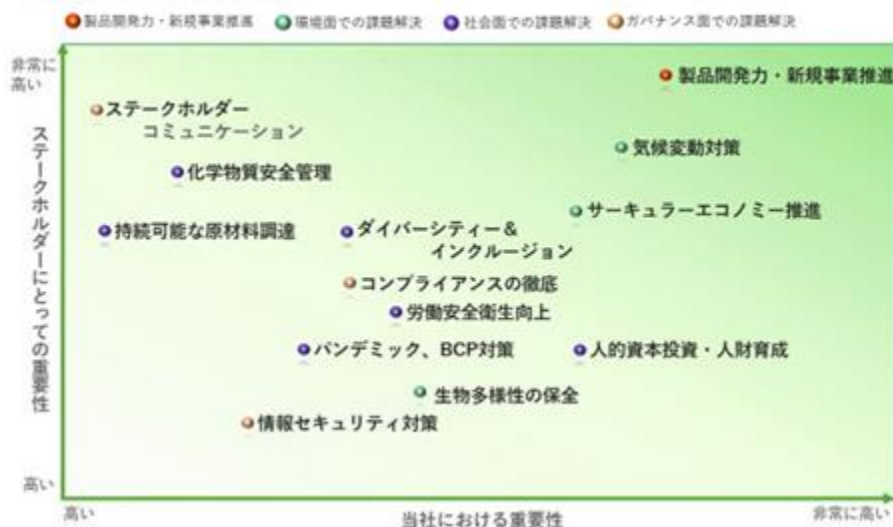 製品開発力・新規事業推進 環境面での課題解決 社会面での課題解決 ガバナンス面での課題解決
非常に
高い
ステークホルダーにとっての重要性
高い
製品開発力・新規事業推進
ステークホルダー
コミュニケーション
気候変動対策
化学物質安全管理
サーキュラーエコノミー推進
持続可能な原材料調達
ダイバーシティー＆
インクルージョン
コンプライアンスの徹底
労働安全衛生向上
パンデミック、BCP対策
人的資本投資・人財育成
生物多様性の保全
情報セキュリティ対策
高い
当社における重要性
非常に高い